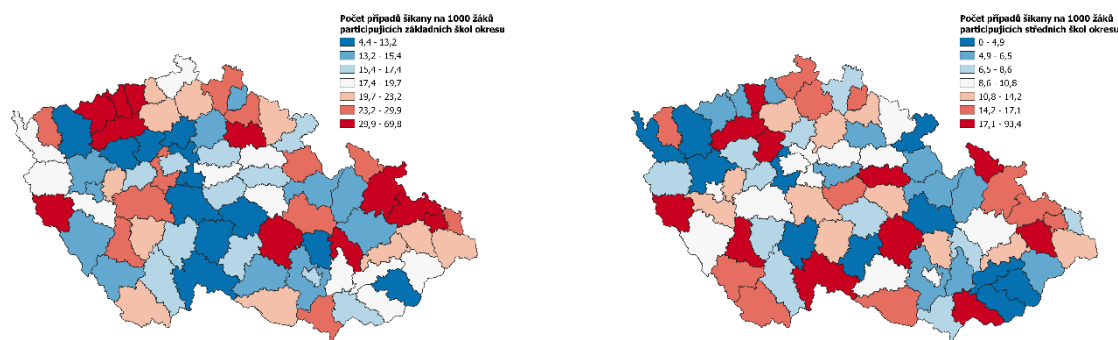 Počet případů šikany na 1000 žáků
participujících základních škol okresu
4,4 - 13,2
13,2 - 15,4
15,4 - 17,4
17,4 - 19,7
19,7 - 23,2
23,2 - 29,9
29,9 - 69,8
Počet případů šikany na 1000 žáků
participujících středních škol okresu
0 - 4,9
4,9 - 6,5
6,5 - 8,6
8,6 - 10,8
10,8 - 14,2
14,2 - 17,1
17,1 - 93,4